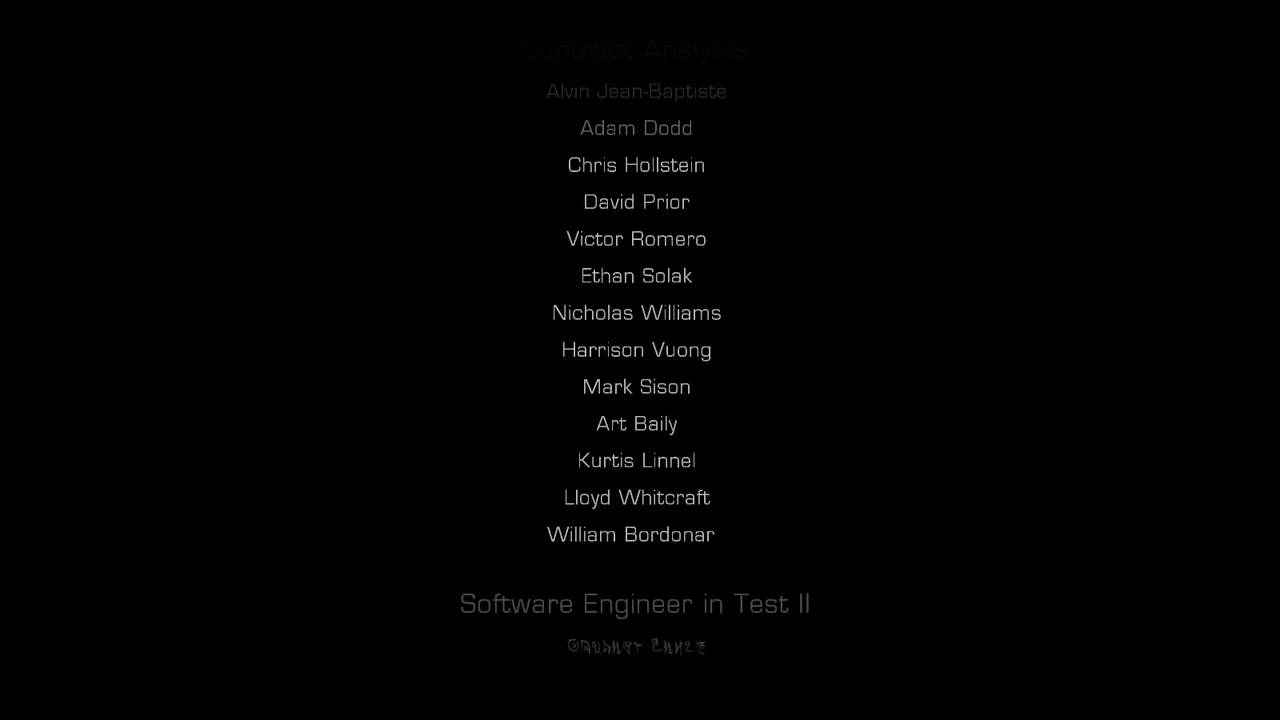 Contract Analysts
Alvin Jean-Baptiste
Adam Dodd
Chris Hollstein
David Prior
Victor Romero
Ethan Solak
Nicholas Williams
Harrison Vuong
Mark Sison
Art Baily
Kurtis Linnel
Lloyd Whitcraft
William Bordonar
Software Engineer in Test II